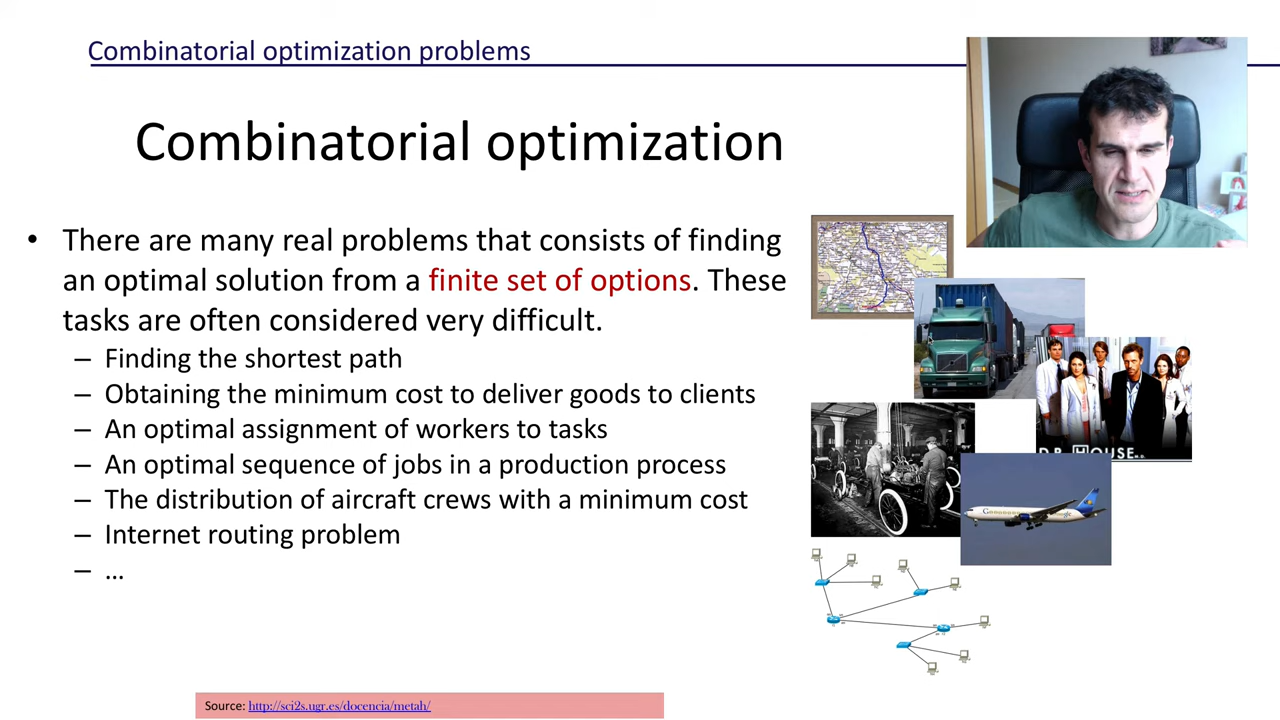 Combinatorial optimization problems
Combinatorial optimization
• There are many real problems that consists of finding
an optimal solution from a finite set of options. These
tasks are often considered very difficult.
– Finding the shortest path
– Obtaining the minimum cost to deliver goods to clients
– An optimal assignment of workers to tasks
– An optimal sequence of jobs in a production process
– The distribution of aircraft crews with a minimum cost
– Internet routing problem
– …
Source: http://sci2s.ugr.es/docencia/metah/